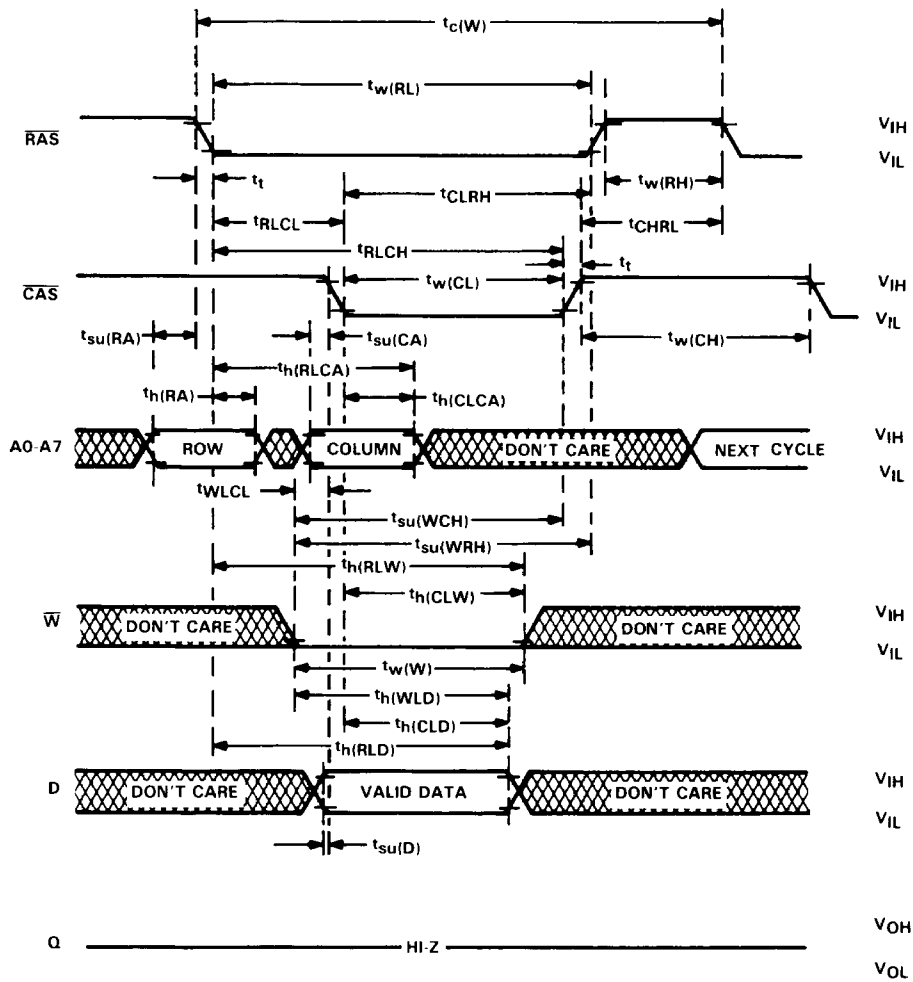 tc(W)
tw(RL)
RAS
VIH
VIL
tt
tCLRH
tw(RH)
tRLCL
tCHRL
tRLCH
tt
tw(CL)
CAS
VIH
VIL
tsu(RA)
tsu(CA)
tw(CH)
th(RLCA)
th(RA)
th(CLCA)
A0-A7
ROW
COLUMN
DON'T CARE
NEXT CYCLE
VIH
VIL
tWLCL
tsu(WCH)
tsu(WRH)
th(RLW)
th(CLW)
W
DON'T CARE
DON'T CARE
VIH
VIL
tw(W)
th(WLD)
th(CLD)
th(RLD)
D
DON'T CARE
VALID DATA
DON'T CARE
VIH
VIL
tsu(D)
Q
HI-Z
VOH
VOL